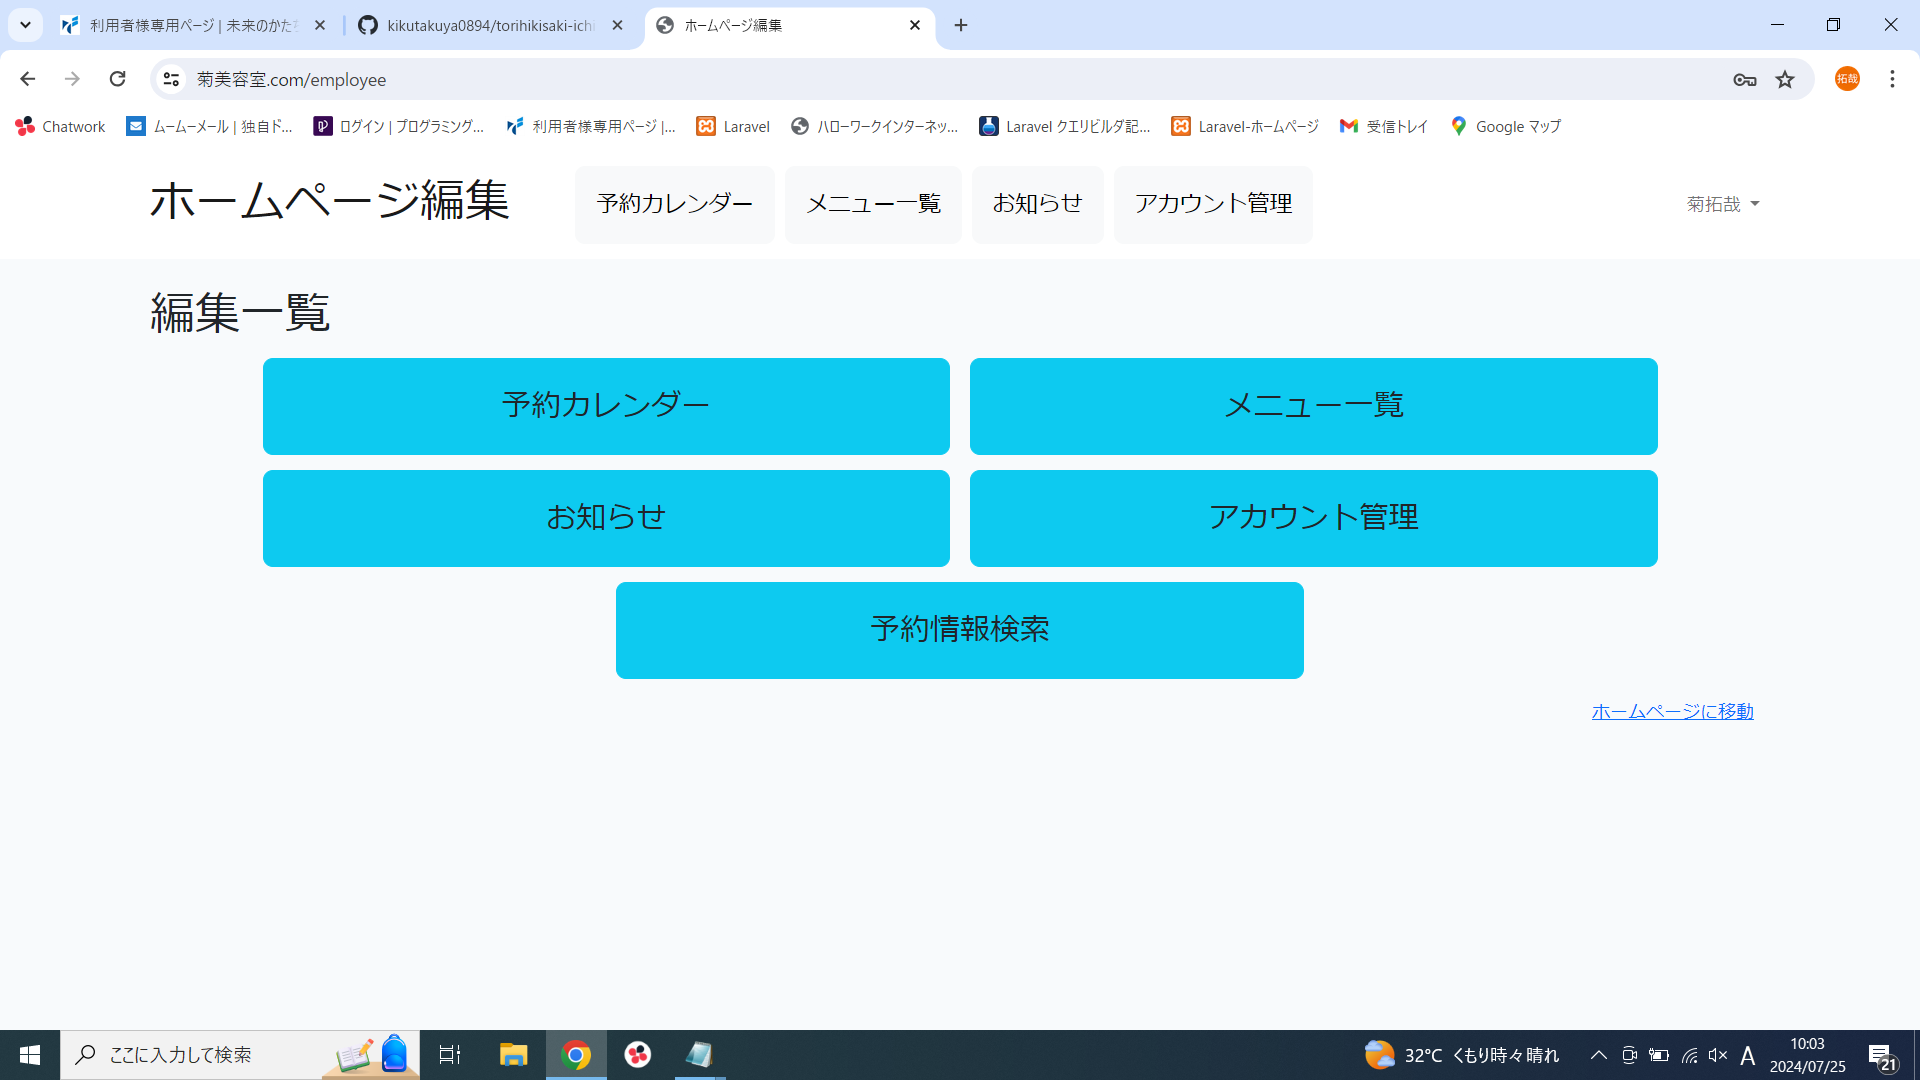 利用者様専用ページ | 未来のかた
kikutakuya0894/torihikisaki-ich
ホームページ編集
菊美容室.com/employee
拓哉
Chatwork
ムームーメール | 独自ド...
ログイン | プログラミング...
利用者様専用ページ |...
Laravel
ハローワークインターネッ...
Laravel クエリビルダ記...
Laravel-ホームページ
受信トレイ
Google マップ
ホームページ編集
予約カレンダー
メニュー一覧
お知らせ
アカウント管理
菊拓哉
編集一覧
予約カレンダー
メニュー一覧
お知らせ
アカウント管理
予約情報検索
ホームページに移動
ここに入力して検索
32°C くもり時々晴れ
A
10:03
2024/07/25
21